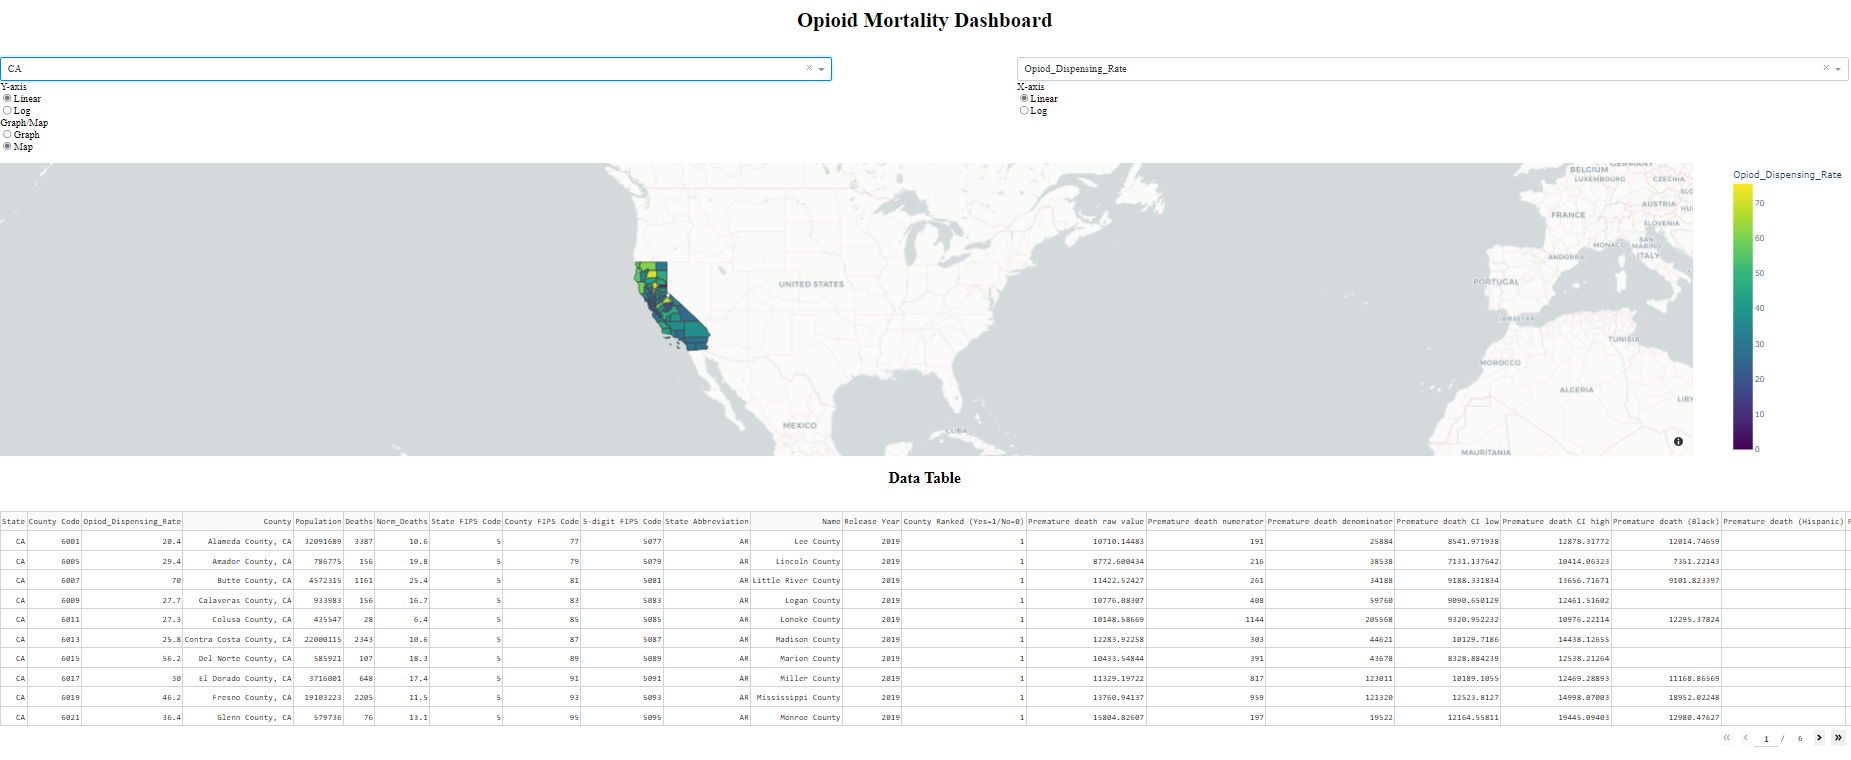 Opioid Mortality Dashboard
CA × 
Opiod_Dispensing_Rate ×
Y-axis
Linear
Log
Graph/Map
Graph
Map
X-axis
Linear
Log
GERMANY
BELGIUM
LUXEMBOURG
CZECHIA
SLO
AUSTRIA
HU
FRANCE
SLOVENIA
MONACO
SAN MARINO
ITALY
ANDORRA
UNITED STATES
PORTUGAL
GIBRALTAR
TUNISIA
MOROCCO
ALGERIA
LIBY
MEXICO
CUBA
MAURITANIA
Opiod_Dispensing_Rate
70
60
50
40
30
20
10
0
Data Table
State County Code Opiod_Dispensing_Rate County Population Deaths Norm_Deaths State FIPS Code County FIPS Code 5-digit FIPS Code State Abbreviation Name Release Year County Ranked (Yes=1/No=0) Premature death raw value Premature death numerator Premature death denominator Premature death CI low Premature death CI high Premature death (Black) Premature death (Hispanic)
CA 6001 20.4 Alameda County, CA 32091689 3387 10.6 5 77 5077 AR Lee County 2019 1 10710.14483 191 25884 8541.971938 12878.31772 12014.74659
CA 6005 29.4 Amador County, CA 786775 156 19.8 5 79 5079 AR Lincoln County 2019 1 8772.600434 216 38538 7131.137642 10414.06323 7351.22143
CA 6007 70 Butte County, CA 4572315 1161 25.4 5 81 5081 AR Little River County 2019 1 11422.52427 261 34188 9188.331834 13656.71671 9101.823397
CA 6009 27.7 Calaveras County, CA 933983 156 16.7 5 83 5083 AR Logan County 2019 1 10776.08307 408 59760 9090.650129 12461.51602
CA 6011 27.3 Colusa County, CA 435547 28 6.4 5 85 5085 AR Lonoke County 2019 1 10148.58669 1144 205568 9320.952232 10976.22114 12295.37824
CA 6013 25.8 Contra Costa County, CA 22000115 2343 10.6 5 87 5087 AR Madison County 2019 1 12283.92258 303 44621 10129.7186 14438.12655
CA 6015 56.2 Del Norte County, CA 585921 107 18.3 5 89 5089 AR Marion County 2019 1 10433.54844 391 43678 8328.884239 12538.21264
CA 6017 30 El Dorado County, CA 3716001 648 17.4 5 91 5091 AR Miller County 2019 1 11329.19722 817 123011 10189.1055 12469.28893 11168.86569
CA 6019 46.2 Fresno County, CA 19103223 2205 11.5 5 93 5093 AR Mississippi County 2019 1 13760.94137 959 121320 12523.8127 14998.07003 18952.02248
CA 6021 36.4 Glenn County, CA 579736 76 13.1 5 95 5095 AR Monroe County 2019 1 15804.82607 197 19522 12164.55811 19445.09403 12980.47627
« ‹ 1 / 6 › »